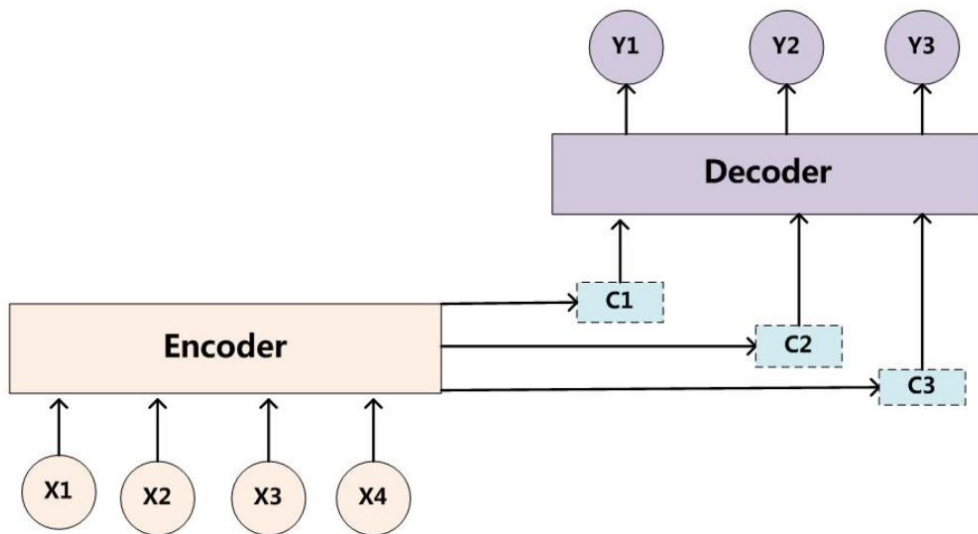 Y1 Y2 Y3
Decoder
C1
Encoder
C2
C3
X1 X2 X3 X4